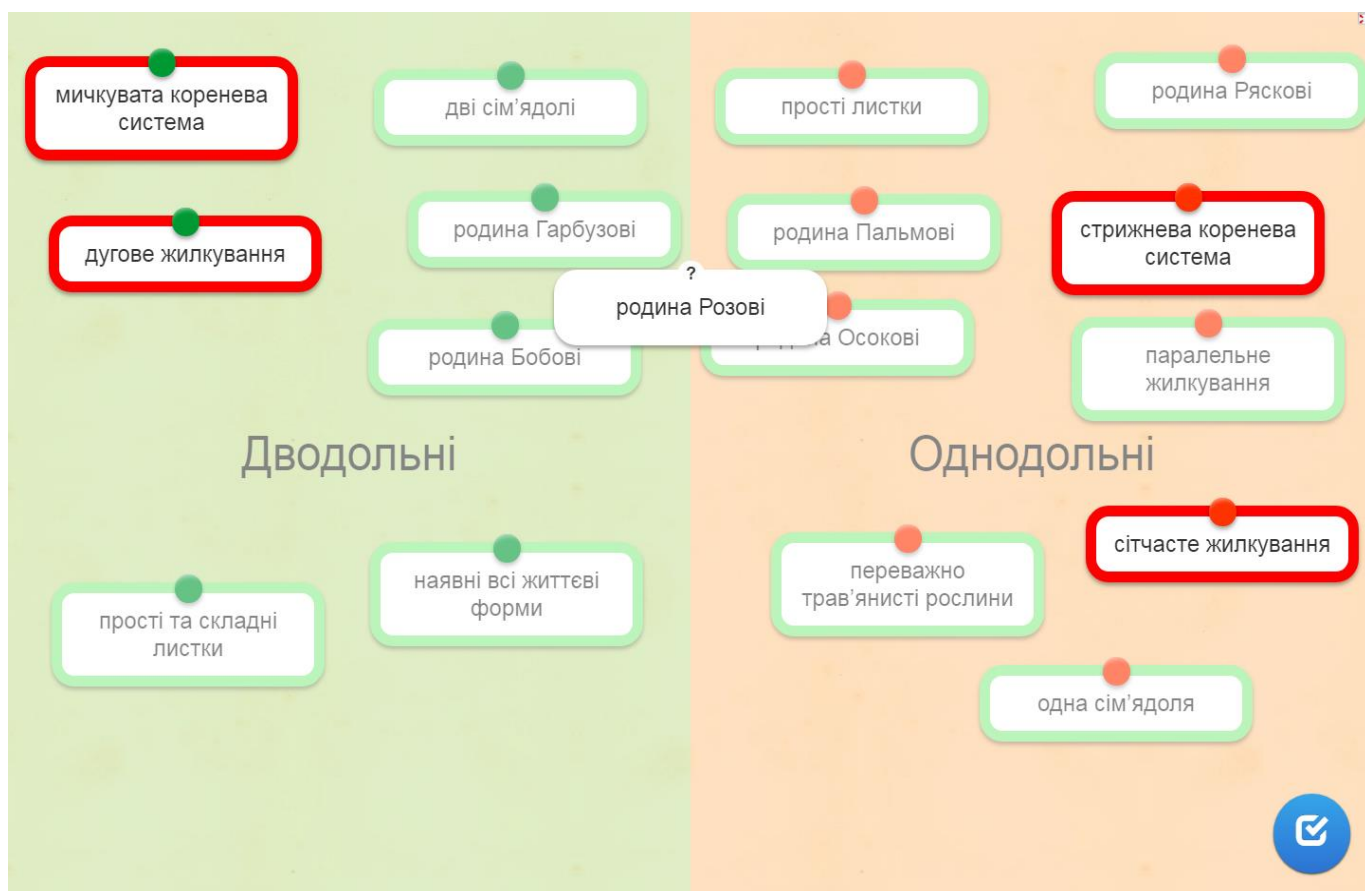 мичкувата коренева
система
дві сім’ядолі
прості листки
родина Ряскові
дугове жилкування
родина Гарбузові
родина Пальмові
стрижнева коренева
система
?
родина Розові
родина Бобові
Осокові
паралельне
жилкування
Дводольні
Однодольні
сітчасте жилкування
прості та складні
листки
наявні всі життєві
форми
переважно
трав’янисті рослини
одна сім’ядоля